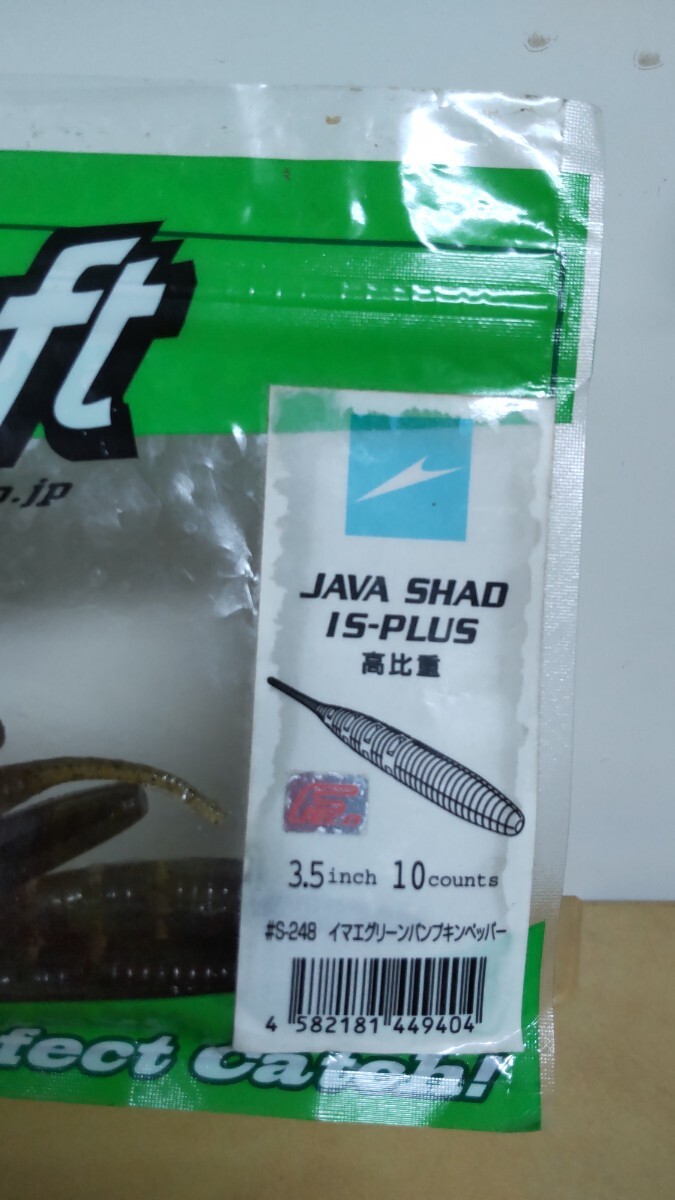 ft
o.jp
JAVA SHAD
IS-PLUS
高比重
3.5inch 10counts
#S-248 イマエグリーンパンプキンペッパー
4 582181 449404
fect Catch!